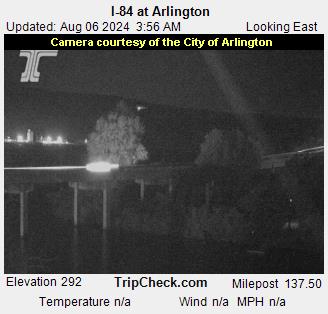 I-84 at Arlington
Updated: Aug 06 2024 3:56 AM Looking East
Camera courtesy of the City of Arlington
Elevation 292 TripCheck.com Milepost 137.50
Temperature n/a Wind n/a MPH n/a